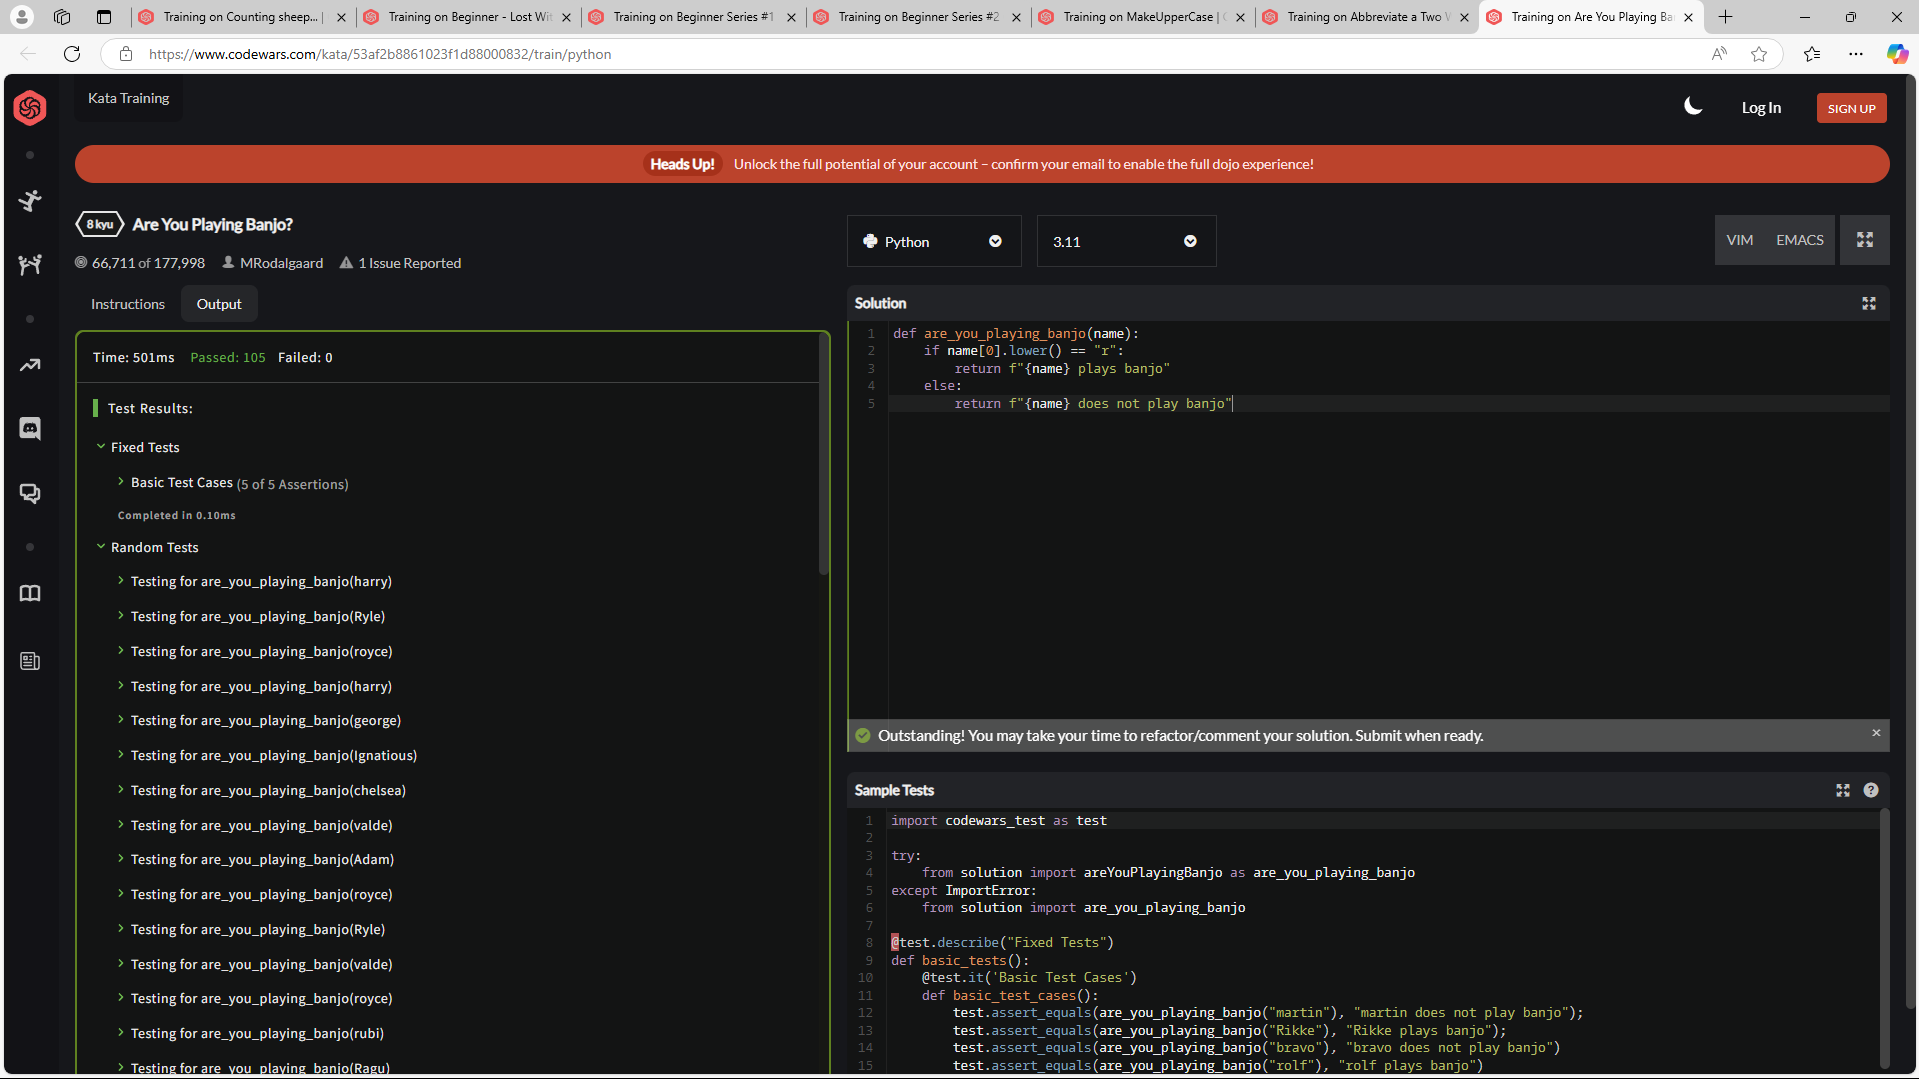 Training on Counting sheep... |
Training on Beginner - Lost Wit
Training on Beginner Series #1
Training on Beginner Series #2
Training on MakeUpperCase |
Training on Abbreviate a Two
Training on Are You Playing Ba
https://www.codewars.com/kata/53af2b8861023f1d88000832/train/python
Kata Training
Log In
SIGN UP
Heads Up! Unlock the full potential of your account – confirm your email to enable the full dojo experience!
8 kyu Are You Playing Banjo?
66,711 of 177,998 MRodalgaard 1 Issue Reported
Python
3.11
VIM EMACS
Instructions Output
Time: 501ms Passed: 105 Failed: 0
Test Results:
Fixed Tests
Basic Test Cases (5 of 5 Assertions)
Completed in 0.10ms
Random Tests
Testing for are_you_playing_banjo(harry)
Testing for are_you_playing_banjo(Ryle)
Testing for are_you_playing_banjo(royce)
Testing for are_you_playing_banjo(harry)
Testing for are_you_playing_banjo(george)
Testing for are_you_playing_banjo(Ignatious)
Testing for are_you_playing_banjo(chelsea)
Testing for are_you_playing_banjo(valde)
Testing for are_you_playing_banjo(Adam)
Testing for are_you_playing_banjo(royce)
Testing for are_you_playing_banjo(Ryle)
Testing for are_you_playing_banjo(valde)
Testing for are_you_playing_banjo(royce)
Testing for are_you_playing_banjo(rubi)
Testing for are_you_playing_banjo(Ragu)
Solution
1 def are_you_playing_banjo(name):
2 if name[0].lower() == "r":
3 return f"{name} plays banjo"
4 else:
5 return f"{name} does not play banjo"
Outstanding! You may take your time to refactor/comment your solution. Submit when ready.
Sample Tests
1 import codewars_test as test
2
3 try:
4 from solution import areYouPlayingBanjo as are_you_playing_banjo
5 except ImportError:
6 from solution import are_you_playing_banjo
7
8 @test.describe("Fixed Tests")
9 def basic_tests():
10 @test.it('Basic Test Cases')
11 def basic_test_cases():
12 test.assert_equals(are_you_playing_banjo("martin"), "martin does not play banjo");
13 test.assert_equals(are_you_playing_banjo("Rikke"), "Rikke plays banjo");
14 test.assert_equals(are_you_playing_banjo("bravo"), "bravo does not play banjo")
15 test.assert_equals(are_you_playing_banjo("rolf"), "rolf plays banjo")